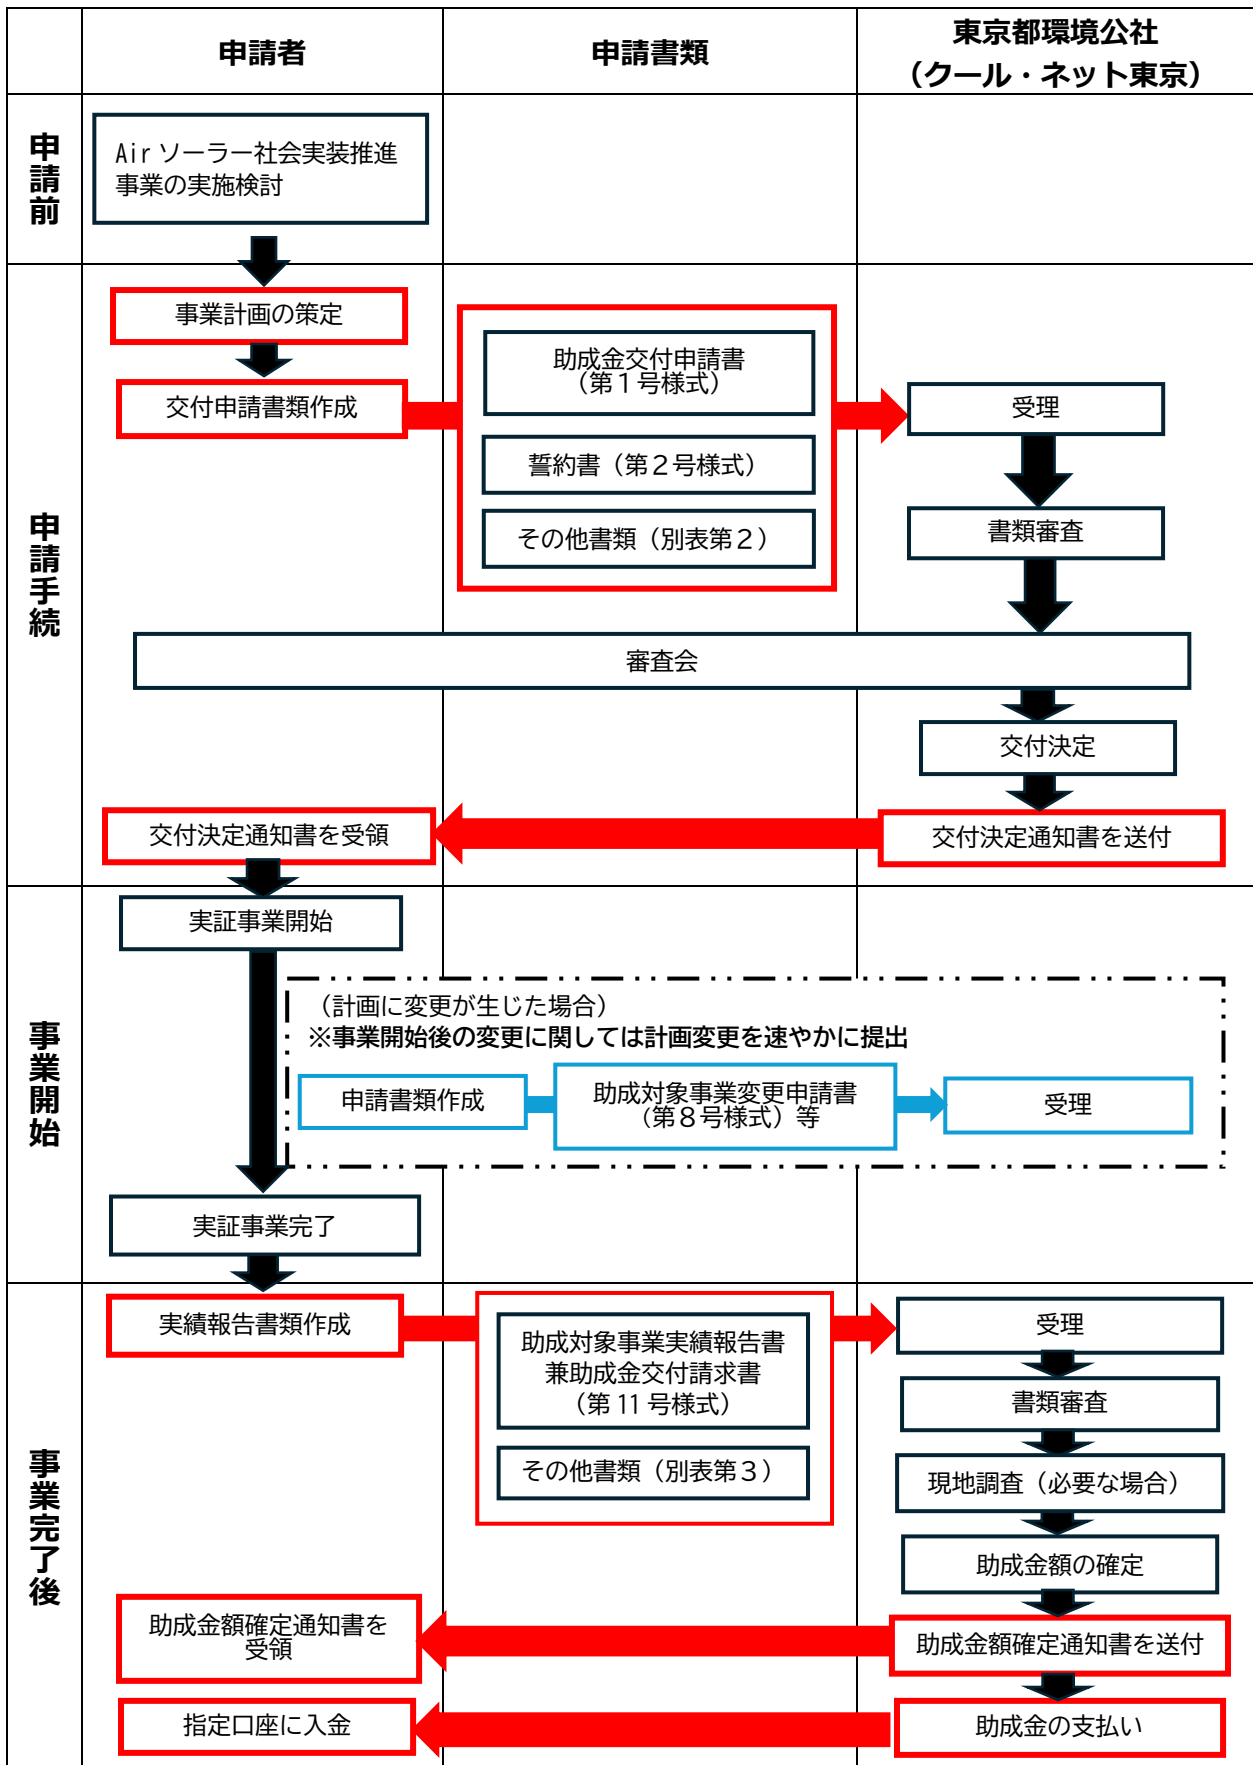 申請者
申請書類
東京都環境公社
（クール・ネット東京）
申請前
Air ソーラー社会実装推進
事業の実施検討
申請手続
事業計画の策定
交付申請書類作成
助成金交付申請書
（第１号様式）
誓約書（第２号様式）
その他書類（別表第２）
受理
書類審査
審査会
交付決定
交付決定通知書を受領
交付決定通知書を送付
事業開始
実証事業開始
（計画に変更が生じた場合）
※事業開始後の変更に関しては計画変更を速やかに提出
申請書類作成
助成対象事業変更申請書
（第８号様式）等
受理
実証事業完了
事業完了後
実績報告書類作成
助成対象事業実績報告書
兼助成金交付請求書
（第 11 号様式）
その他書類（別表第３）
受理
書類審査
現地調査（必要な場合）
助成金額の確定
助成金額確定通知書を
受領
助成金額確定通知書を送付
指定口座に入金
助成金の支払い